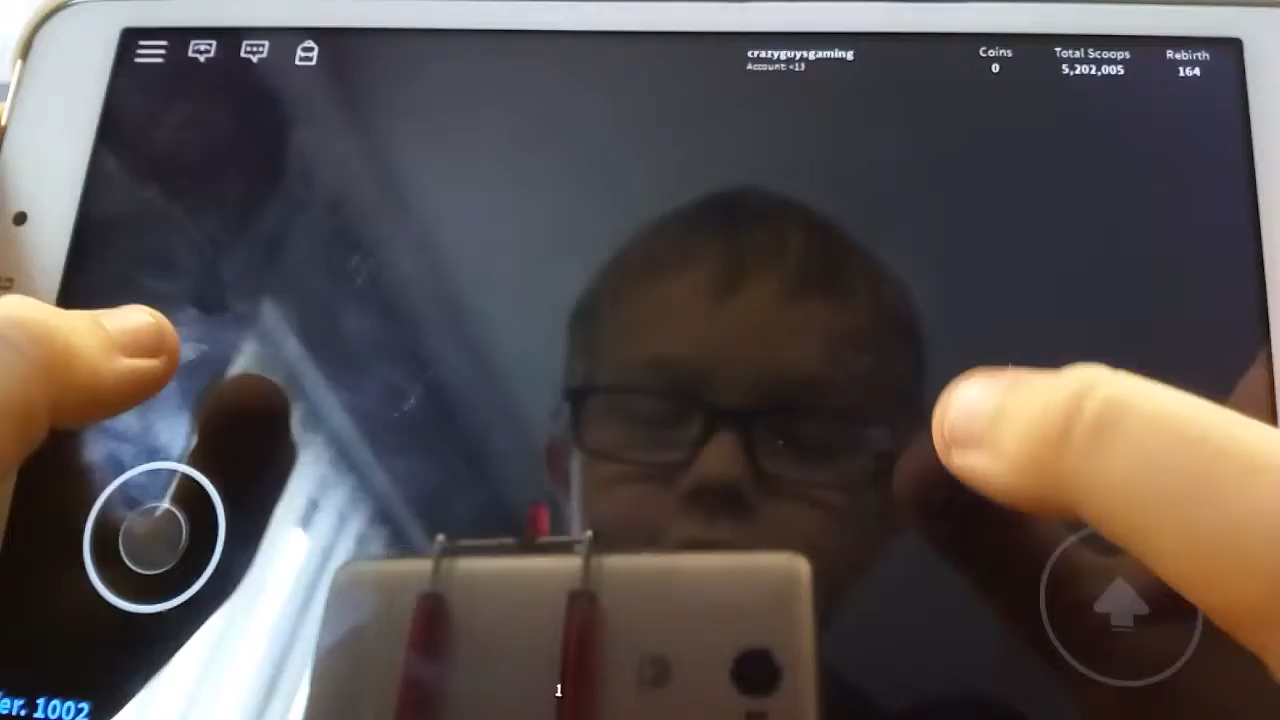 crazyguysgaming
Account: <13
Coins
0
Total Scoops
5,202,005
Rebirth
164
1
er. 1002